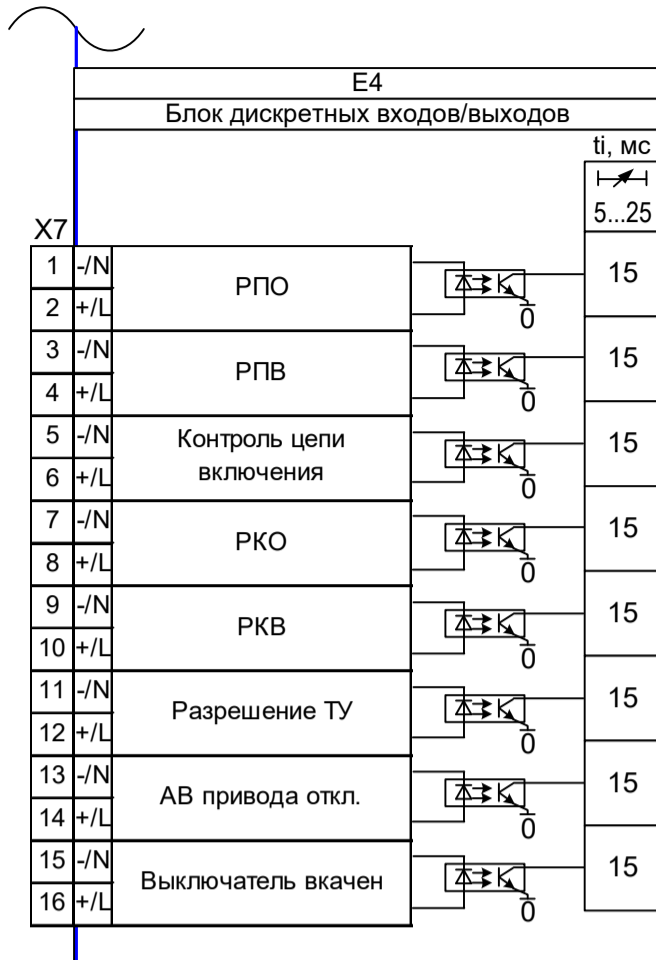 E4
Блок дискретных входов/выходов
ti, мс
5...25
X7
1 -/N РПО 15
2 +/L 0
3 -/N РПВ 15
4 +/L 0
5 -/N Контроль цепи 15
6 +/L включения 0
7 -/N РКО 15
8 +/L 0
9 -/N РКВ 15
10 +/L 0
11 -/N Разрешение ТУ 15
12 +/L 0
13 -/N АВ привода откл. 15
14 +/L 0
15 -/N Выключатель вкачен 15
16 +/L 0